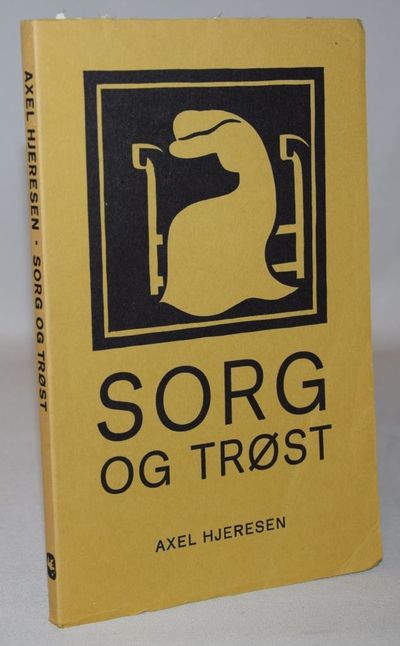 AXEL HJERESEN · SORG OG TRØST
SORG
OG TRØST
AXEL HJERESEN